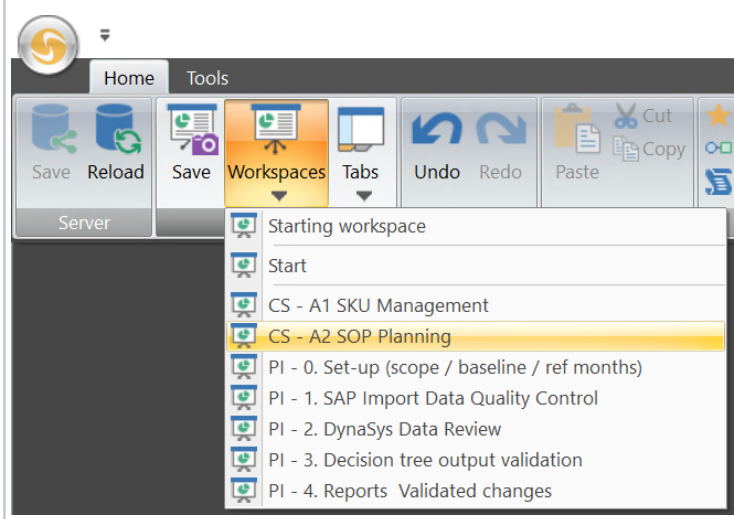 Home Tools
Save Reload Save Workspaces Tabs Undo Redo Paste Cut
Copy
Server
Starting workspace
Start
CS - A1 SKU Management
CS - A2 SOP Planning
PI - 0. Set-up (scope / baseline / ref months)
PI - 1. SAP Import Data Quality Control
PI - 2. DynaSys Data Review
PI - 3. Decision tree output validation
PI - 4. Reports  Validated changes